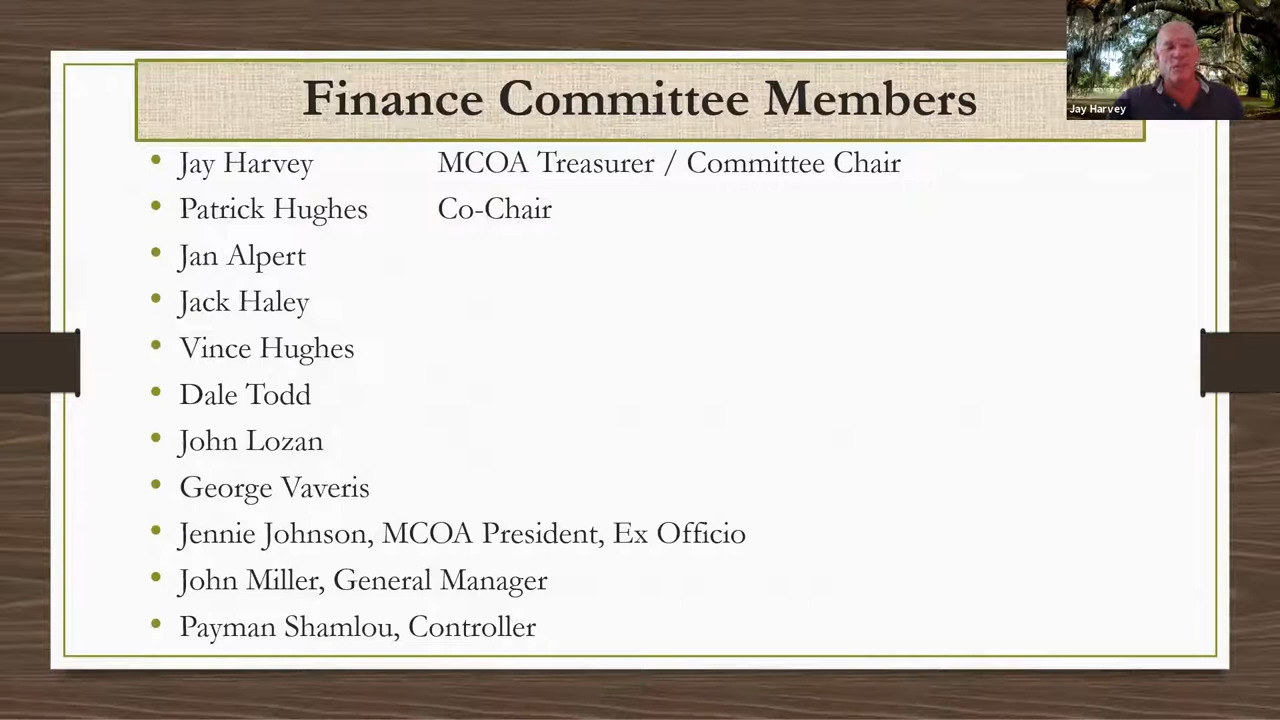 Finance Committee Members
Jay Harvey
• Jay Harvey MCOA Treasurer / Committee Chair
• Patrick Hughes Co-Chair
• Jan Alpert
• Jack Haley
• Vince Hughes
• Dale Todd
• John Lozan
• George Vaveris
• Jennie Johnson, MCOA President, Ex Officio
• John Miller, General Manager
• Payman Shamlou, Controller